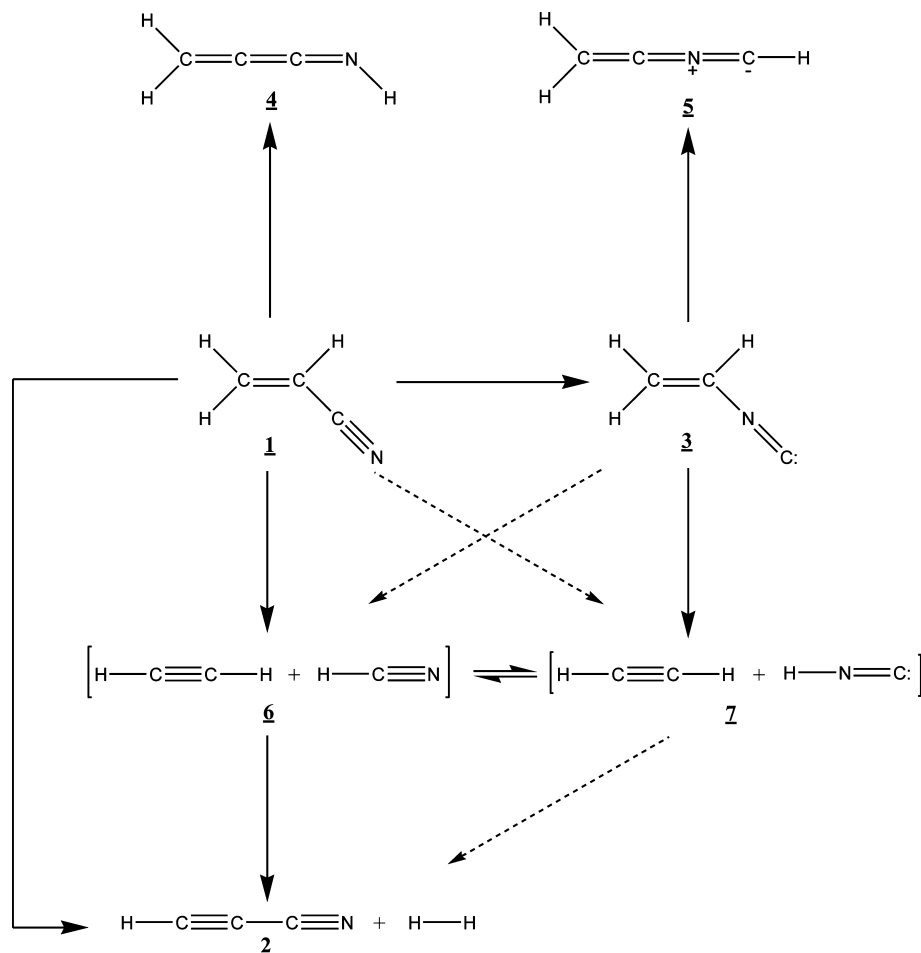 H H
C C C N C C N C H
+ -
H H H
4 5
H H H H
C C C C
H C H N
1 N 3 C:
H C C H + H C N H C C H + H N C:
6 7
H C C C N + H H
2